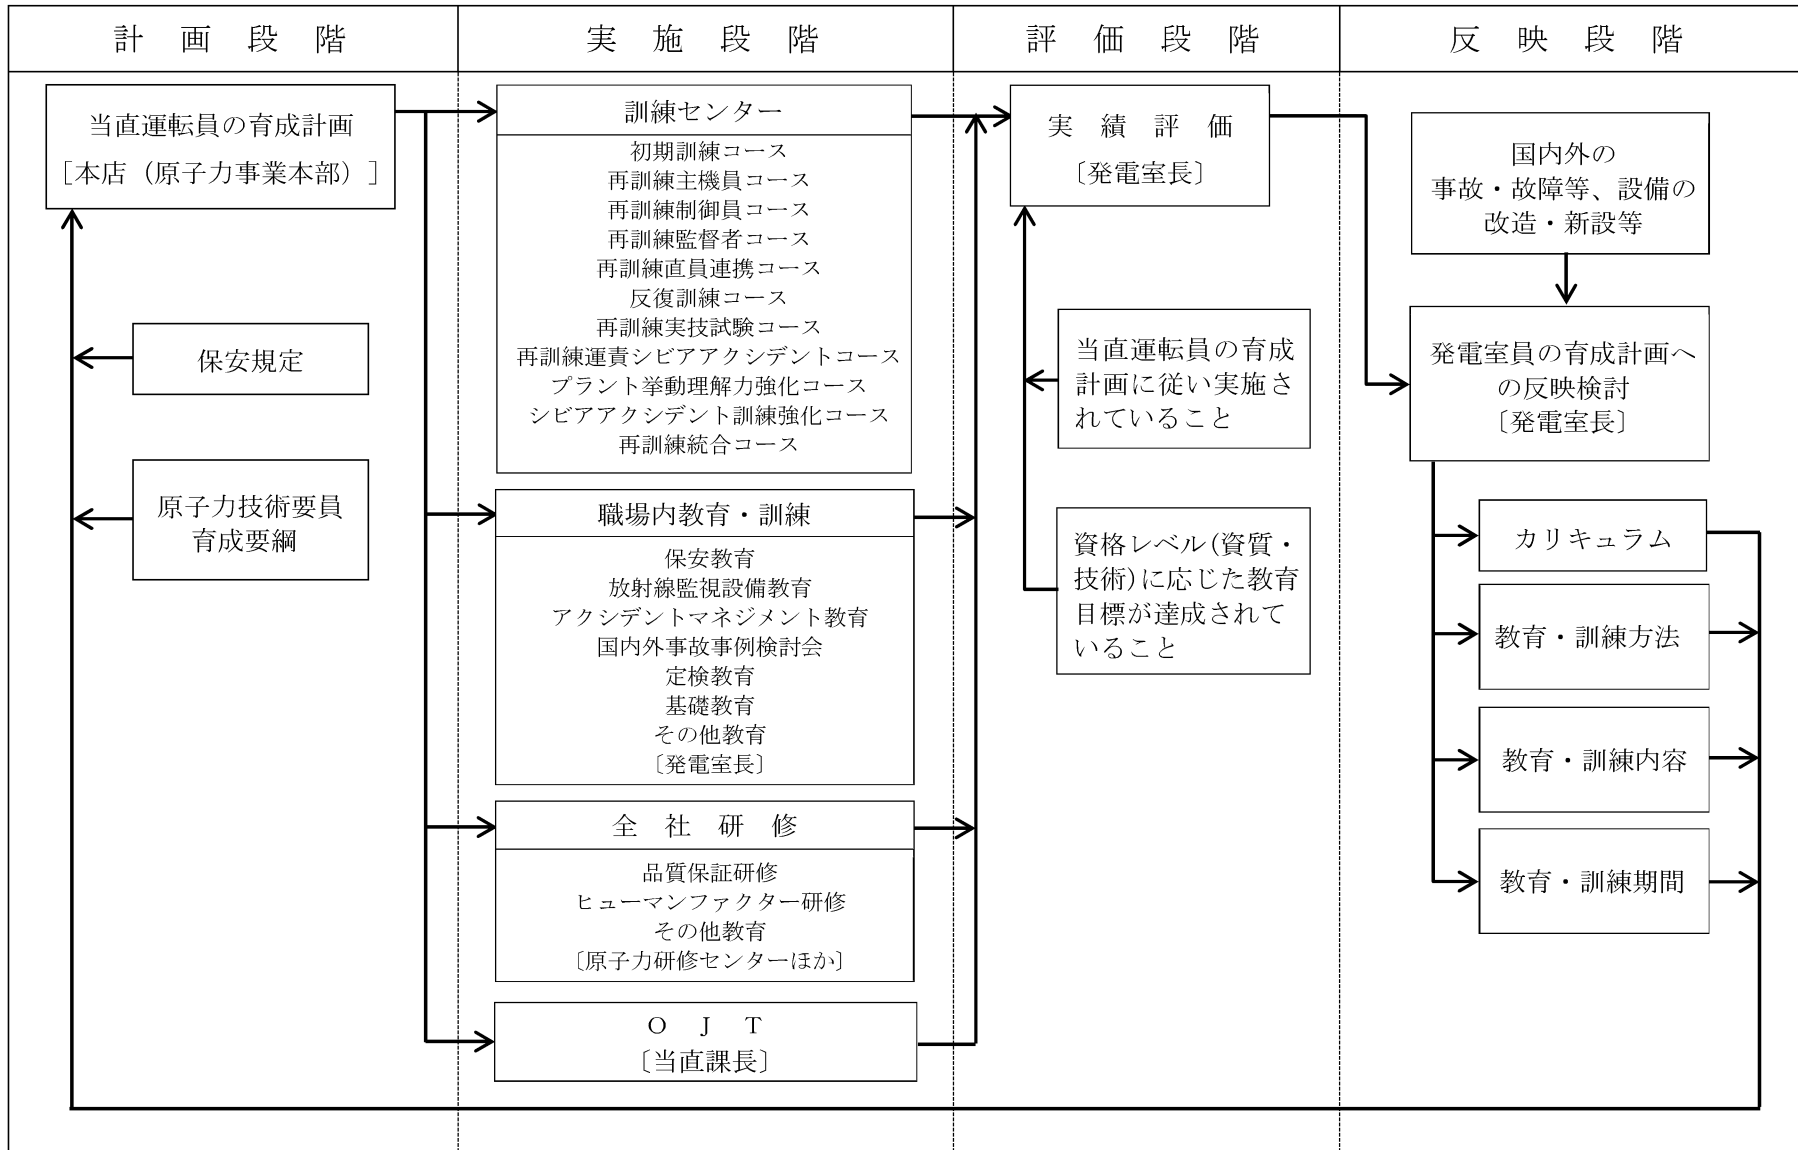 計画段階
実施段階
評価段階
反映段階
当直運転員の育成計画
［本店（原子力事業本部）］
保安規定
原子力技術要員
育成要綱
訓練センター
初期訓練コース
再訓練主機員コース
再訓練制御員コース
再訓練監督者コース
再訓練直員連携コース
反復訓練コース
再訓練実技試験コース
再訓練運責シビアアクシデントコース
プラント挙動理解力強化コース
シビアアクシデント訓練強化コース
再訓練統合コース
職場内教育・訓練
保安教育
放射線監視設備教育
アクシデントマネジメント教育
国内外事故事例検討会
定検教育
基礎教育
その他教育
〔発電室長〕
全社研修
品質保証研修
ヒューマンファクター研修
その他教育
〔原子力研修センターほか〕
ＯＪＴ
〔当直課長〕
実績評価
〔発電室長〕
当直運転員の育成
計画に従い実施さ
れていること
資格レベル(資質・
技術)に応じた教育
目標が達成されて
いること
国内外の
事故・故障等、設備の
改造・新設等
発電室員の育成計画へ
の反映検討
〔発電室長〕
カリキュラム
教育・訓練方法
教育・訓練内容
教育・訓練期間